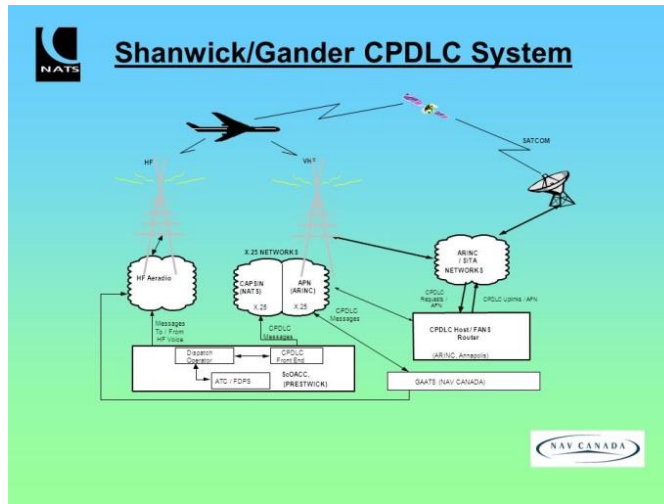 NATS
Shanwick/Gander CPDLC System
SATCOM
HF
VHF
X.25 NETWORKS
HF Aeradio
CAPSIN
(NATS)
X.25
APN
(ARINC)
X.25
ARINC
/ SITA
NETWORKS
CPDLC
Requests /
APN
CPDLC Uplinks / APN
Messages
To / From
HF Voice
CPDLC
Messages
CPDLC
Messages
CPDLC Host / FANS
Router
(ARINC, Annapolis)
Dispatch
Operator
CPDLC
Front End
ScOACC,
(PRESTWICK)
ATC / FDPS
GAATS (NAV CANADA)
NAV CANADA